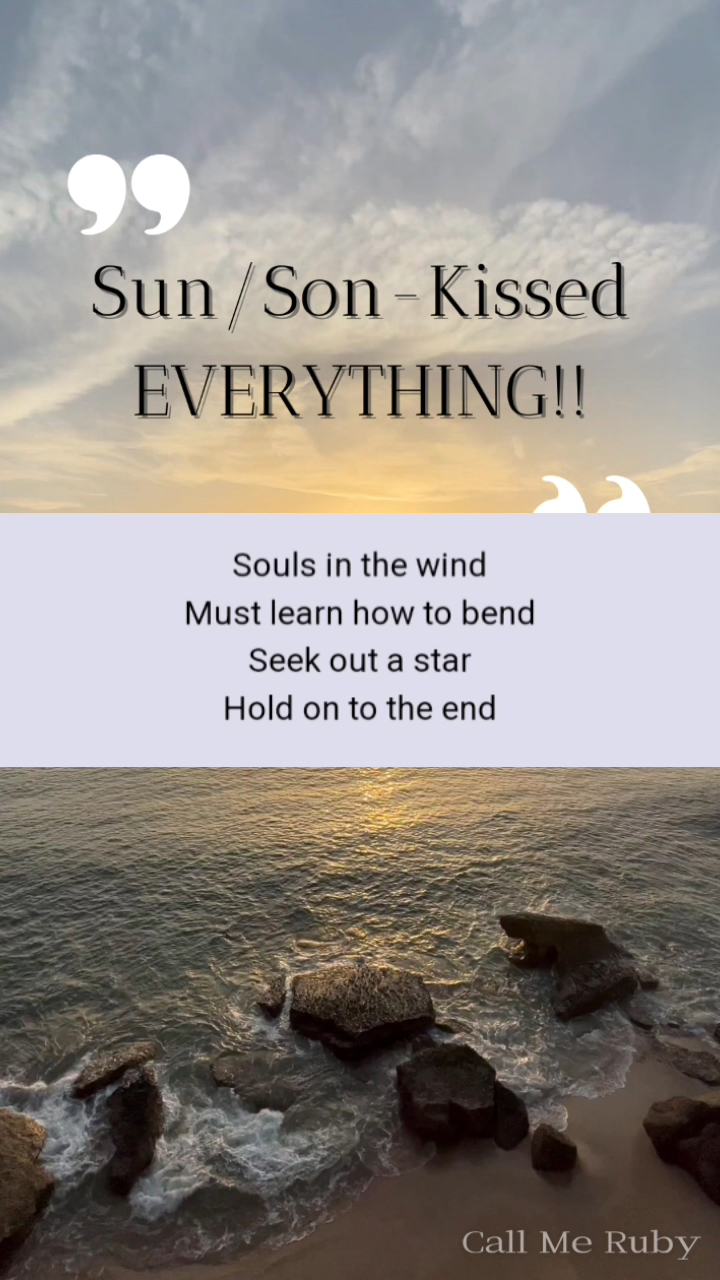 ”
Sun / Son - Kissed
EVERYTHING!!
“
Souls in the wind
Must learn how to bend
Seek out a star
Hold on to the end
Call Me Ruby